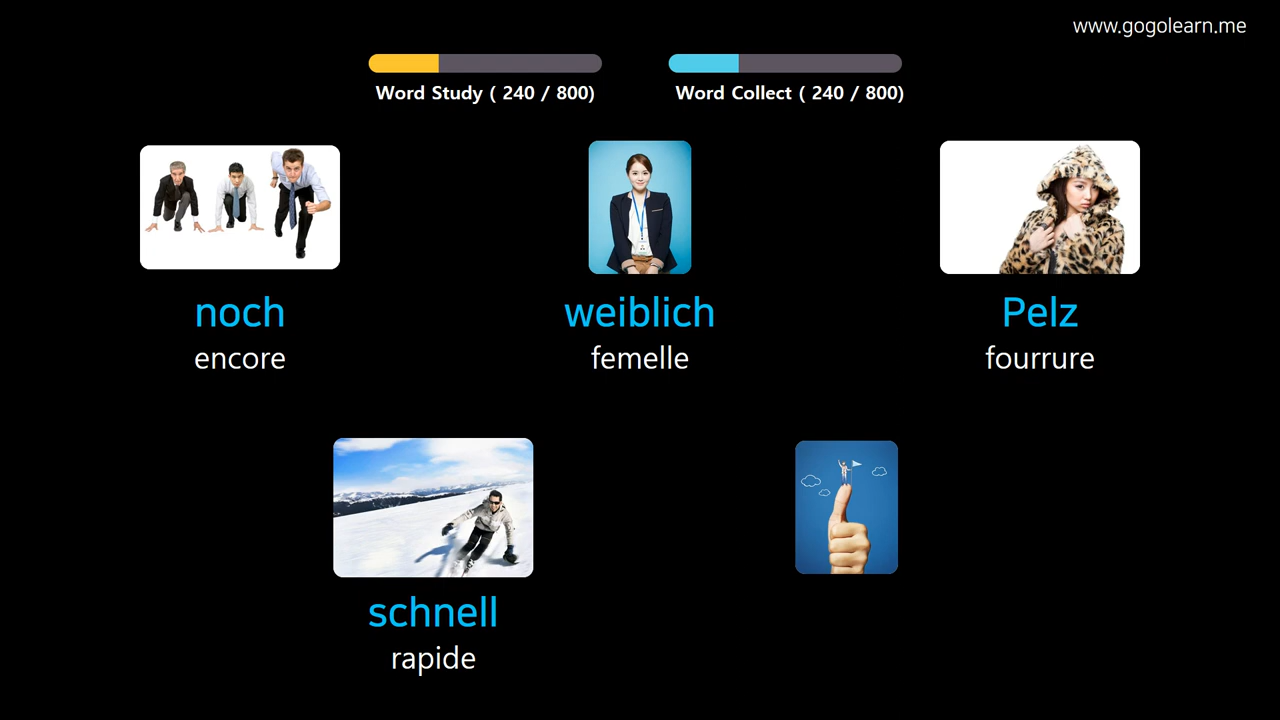 www.gogolearn.me
Word Study ( 240 / 800)
Word Collect ( 240 / 800)
noch
encore
weiblich
femelle
Pelz
fourrure
schnell
rapide